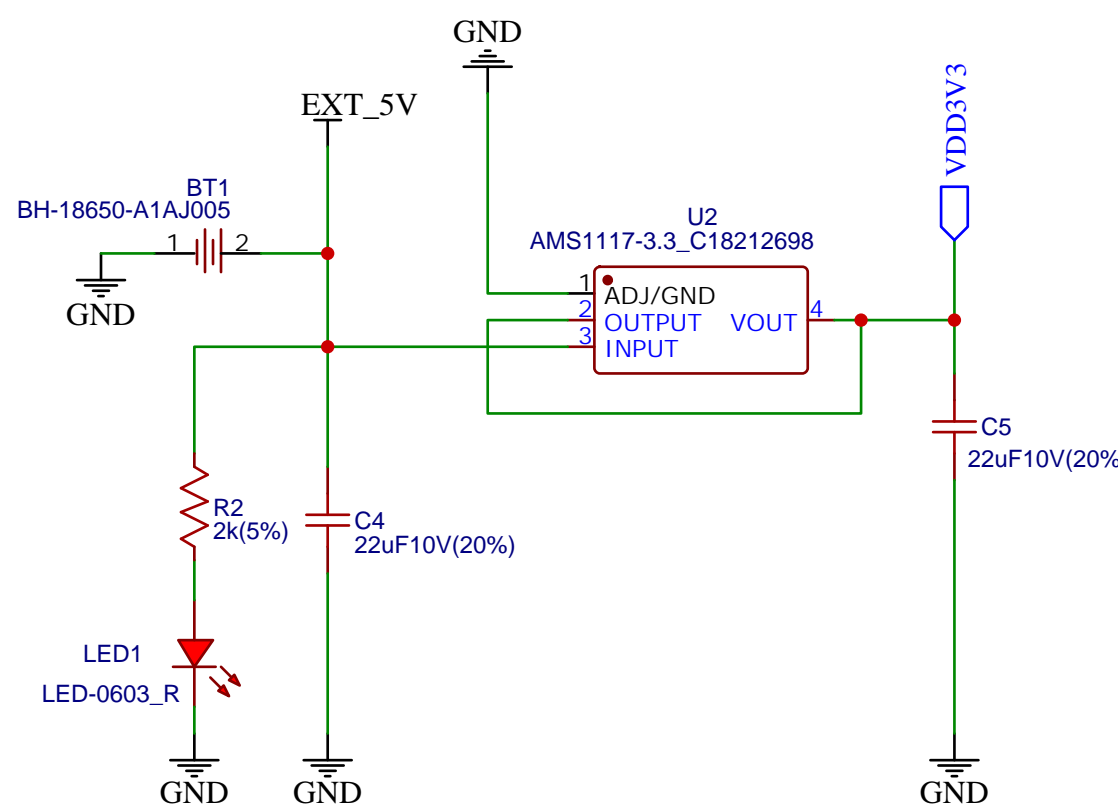 GND
EXT_5V
VDD3V3
BT1
BH-18650-A1AJ005
1 2
GND
U2
AMS1117-3.3_C18212698
1 ADJ/GND
2 OUTPUT VOUT 4
3 INPUT
C5
22uF10V(20%
R2
2k(5%)
C4
22uF10V(20%)
LED1
LED-0603_R
GND GND GND